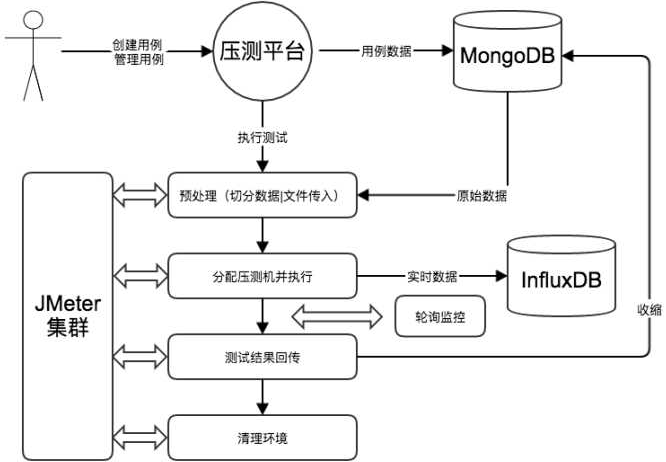 创建用例
管理用例
压测平台
用例数据
MongoDB
执行测试
预处理（切分数据|文件传入）
原始数据
JMeter
集群
分配压测机并执行
实时数据
InfluxDB
轮询监控
收缩
测试结果回传
清理环境